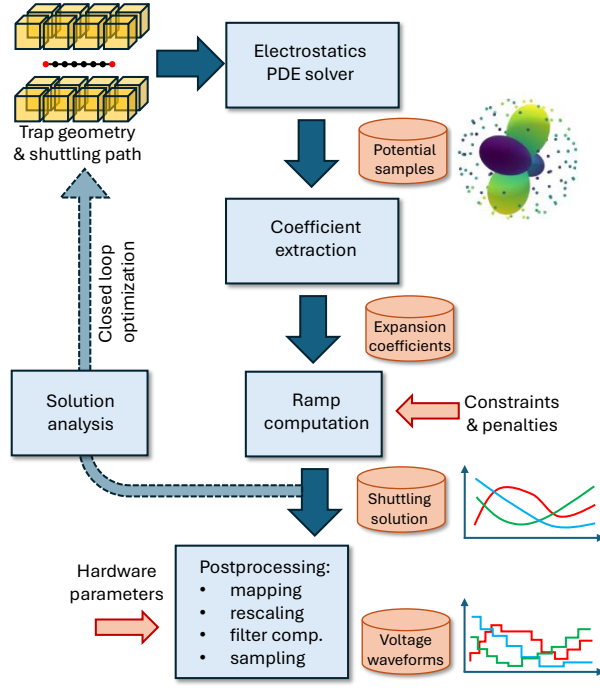 Electrostatics
PDE solver
Trap geometry
& shuttling path
Potential
samples
Coefficient
extraction
Closed loop
optimization
Expansion
coefficients
Solution
analysis
Ramp
computation
Constraints
& penalties
Shuttling
solution
Hardware
parameters
Postprocessing:
• mapping
• rescaling
• filter comp.
• sampling
Voltage
waveforms